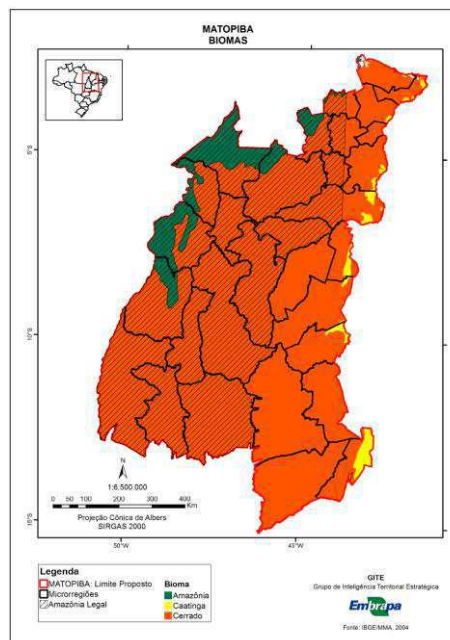 MATOPIBA
BIOMAS
5°S
10°S
15°S
50°W
45°W
N
1:6.500.000
0 50 100 200 300 400
Km
Projeção Cônica de Albers
SIRGAS 2000
Legenda
MATOPIBA: Limite Proposto
Microrregiões
Amazônia Legal
Bioma
Amazônia
Caatinga
Cerrado
GITE
Grupo de Inteligência Territorial Estratégica
Embrapa
Fonte: IBGE/MMA, 2004